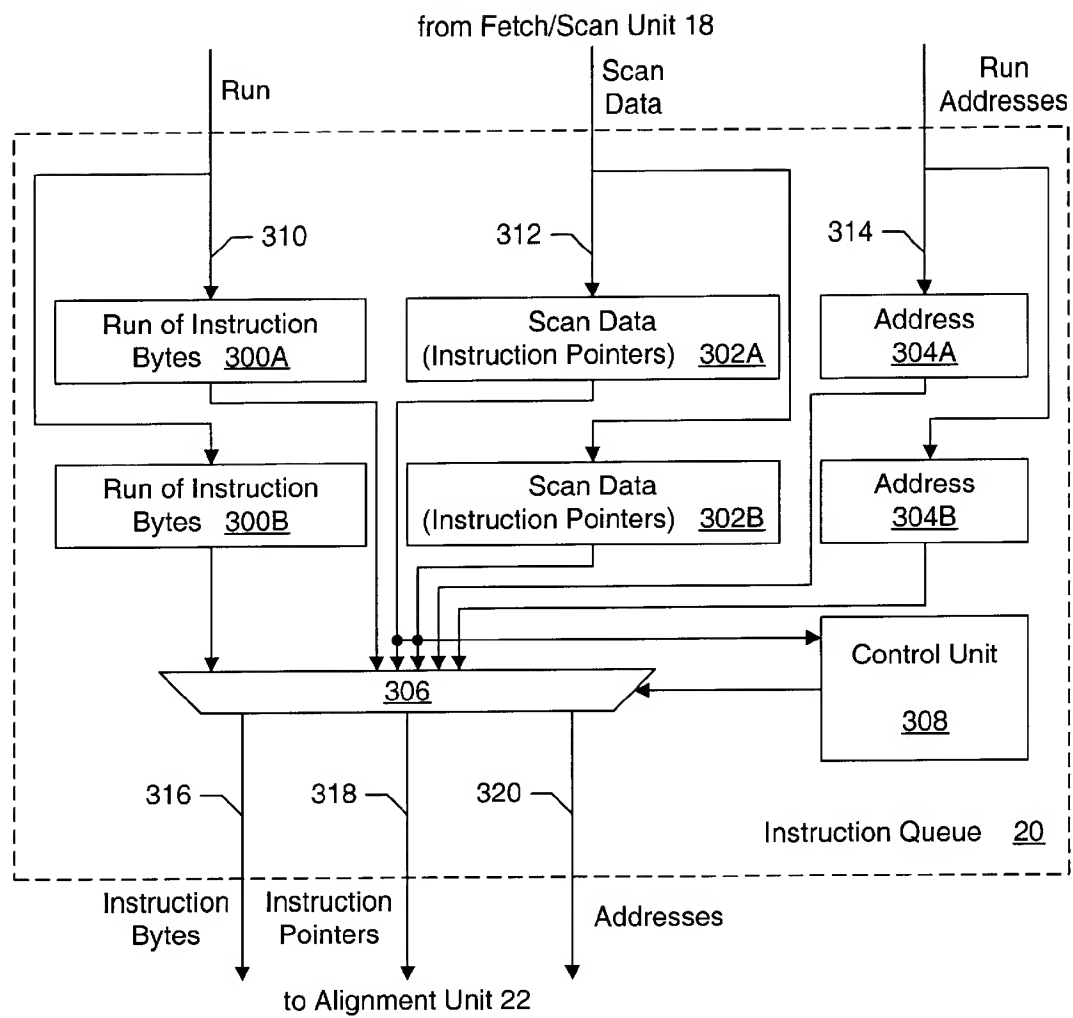 from Fetch/Scan Unit 18
Run
Scan
Data
Run
Addresses
310
312
314
Run of Instruction
Bytes 300A
Scan Data
(Instruction Pointers) 302A
Address
304A
Run of Instruction
Bytes 300B
Scan Data
(Instruction Pointers) 302B
Address
304B
306
Control Unit
308
316
318
320
Instruction Queue 20
Instruction
Bytes
Instruction
Pointers
Addresses
to Alignment Unit 22